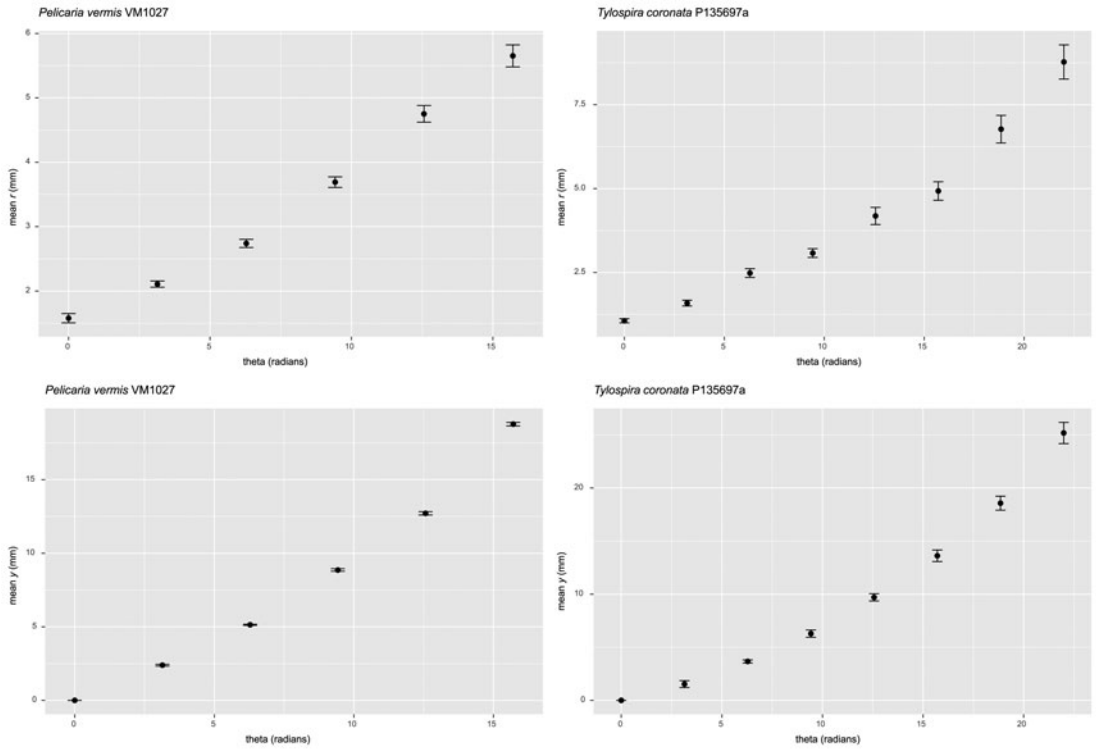 Pelicaria vermis VM1027
6
5
4
3
2
mean r (mm)
0
5
10
15
theta (radians)
Tylospira coronata P135697a
7.5
5.0
2.5
mean r (mm)
0
5
10
15
20
theta (radians)
Pelicaria vermis VM1027
15
10
5
0
mean y (mm)
0
5
10
15
theta (radians)
Tylospira coronata P135697a
20
10
0
mean y (mm)
0
5
10
15
20
theta (radians)